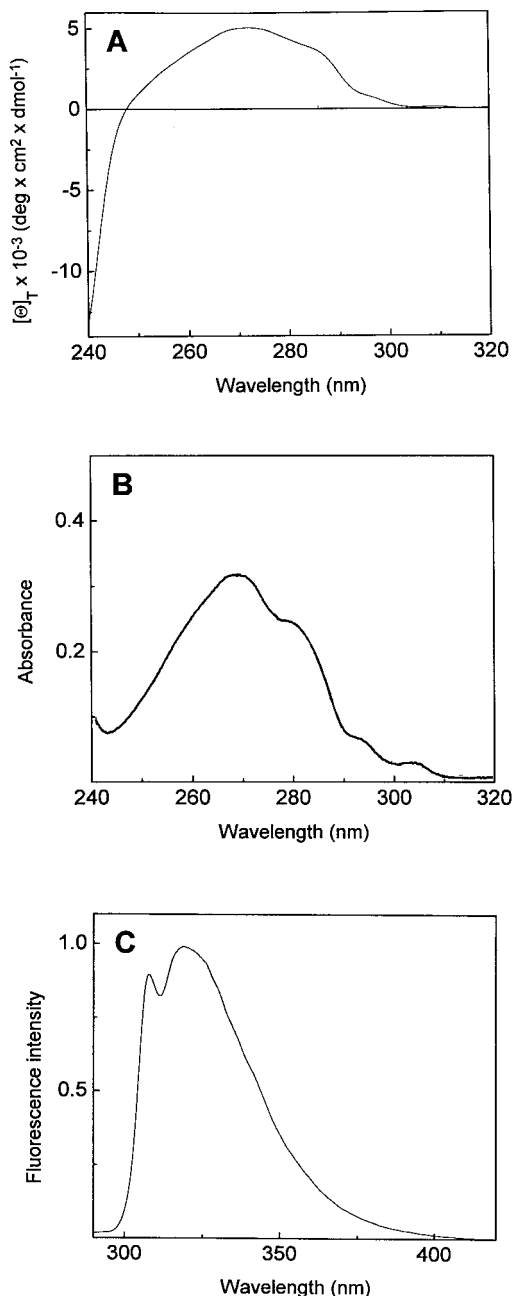 A
5
0
-5
-10
[Θ]T x 10-3 (deg x cm2 x dmol-1)
240 260 280 300 320
Wavelength (nm)
B
0.4
0.2
Absorbance
240 260 280 300 320
Wavelength (nm)
C
1.0
0.5
Fluorescence intensity
300 350 400
Wavelength (nm)